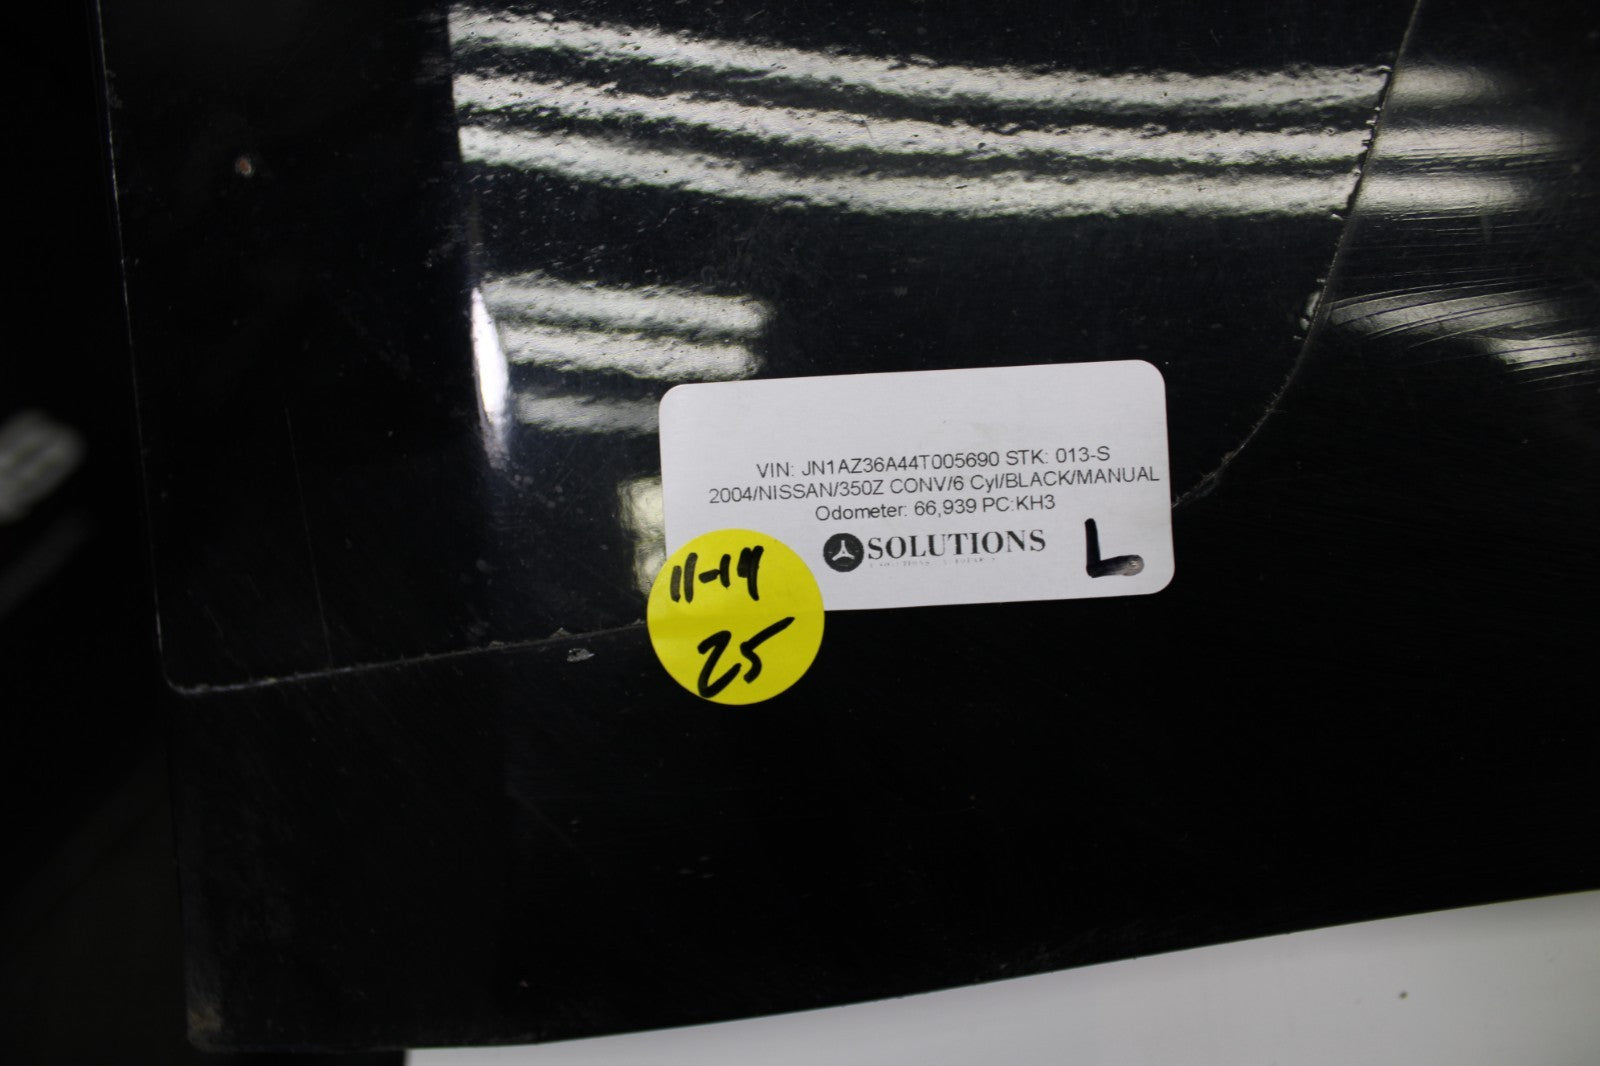 VIN: JN1AZ36A44T005690 STK: 013-S
2004/NISSAN/350Z CONV/6 Cyl/BLACK/MANUAL
Odometer: 66,939 PC:KH3
SOLUTIONS
L
11-19
25